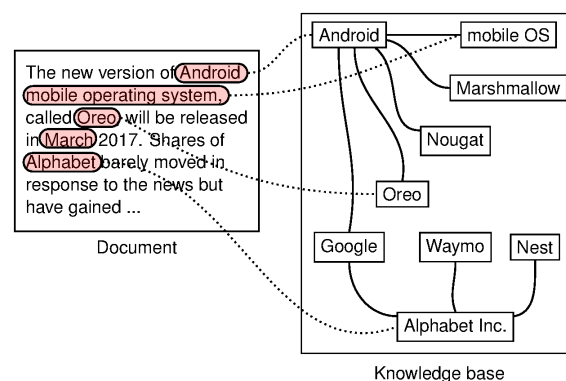 The new version of Android
mobile operating system,
called Oreo will be released
in March 2017. Shares of
Alphabet barely moved in
response to the news but
have gained ...
Document
Android
mobile OS
Marshmallow
Nougat
Oreo
Google
Waymo
Nest
Alphabet Inc.
Knowledge base